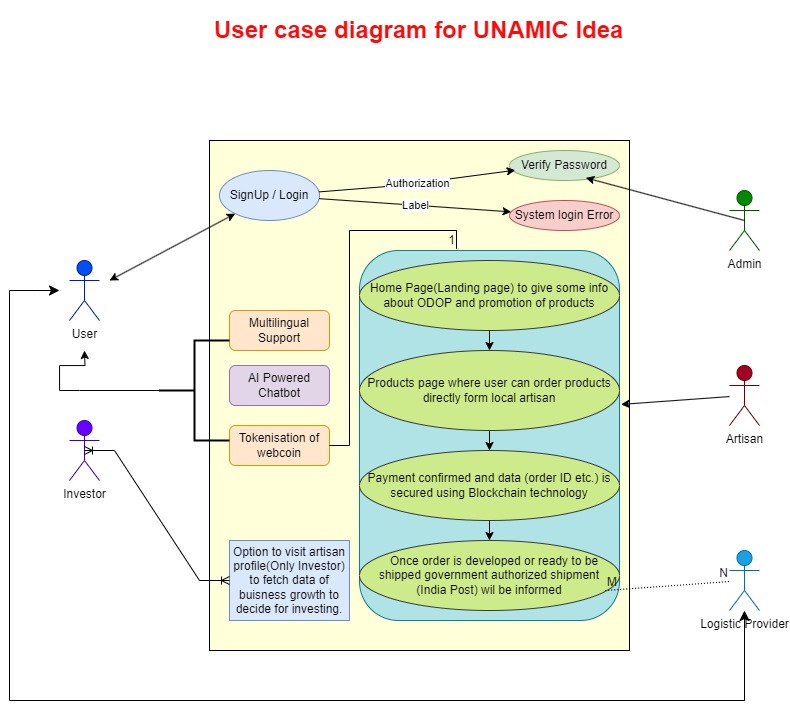 User case diagram for UNAMIC Idea
Verify Password
SignUp / Login
Authorization
Label
System login Error
Admin
1
Home Page(Landing page) to give some info
about ODOP and promotion of products
User
Multilingual
Support
AI Powered
Chatbot
Products page where user can order products
directly form local artisan
Artisan
Tokenisation of
webcoin
Investor
Payment confirmed and data (order ID etc.) is
secured using Blockchain technology
Option to visit artisan
profile(Only Investor)
to fetch data of
buisness growth to
decide for investing.
Once order is developed or ready to be
shipped government authorized shipment
(India Post) wil be informed
M
N
Logistic Provider